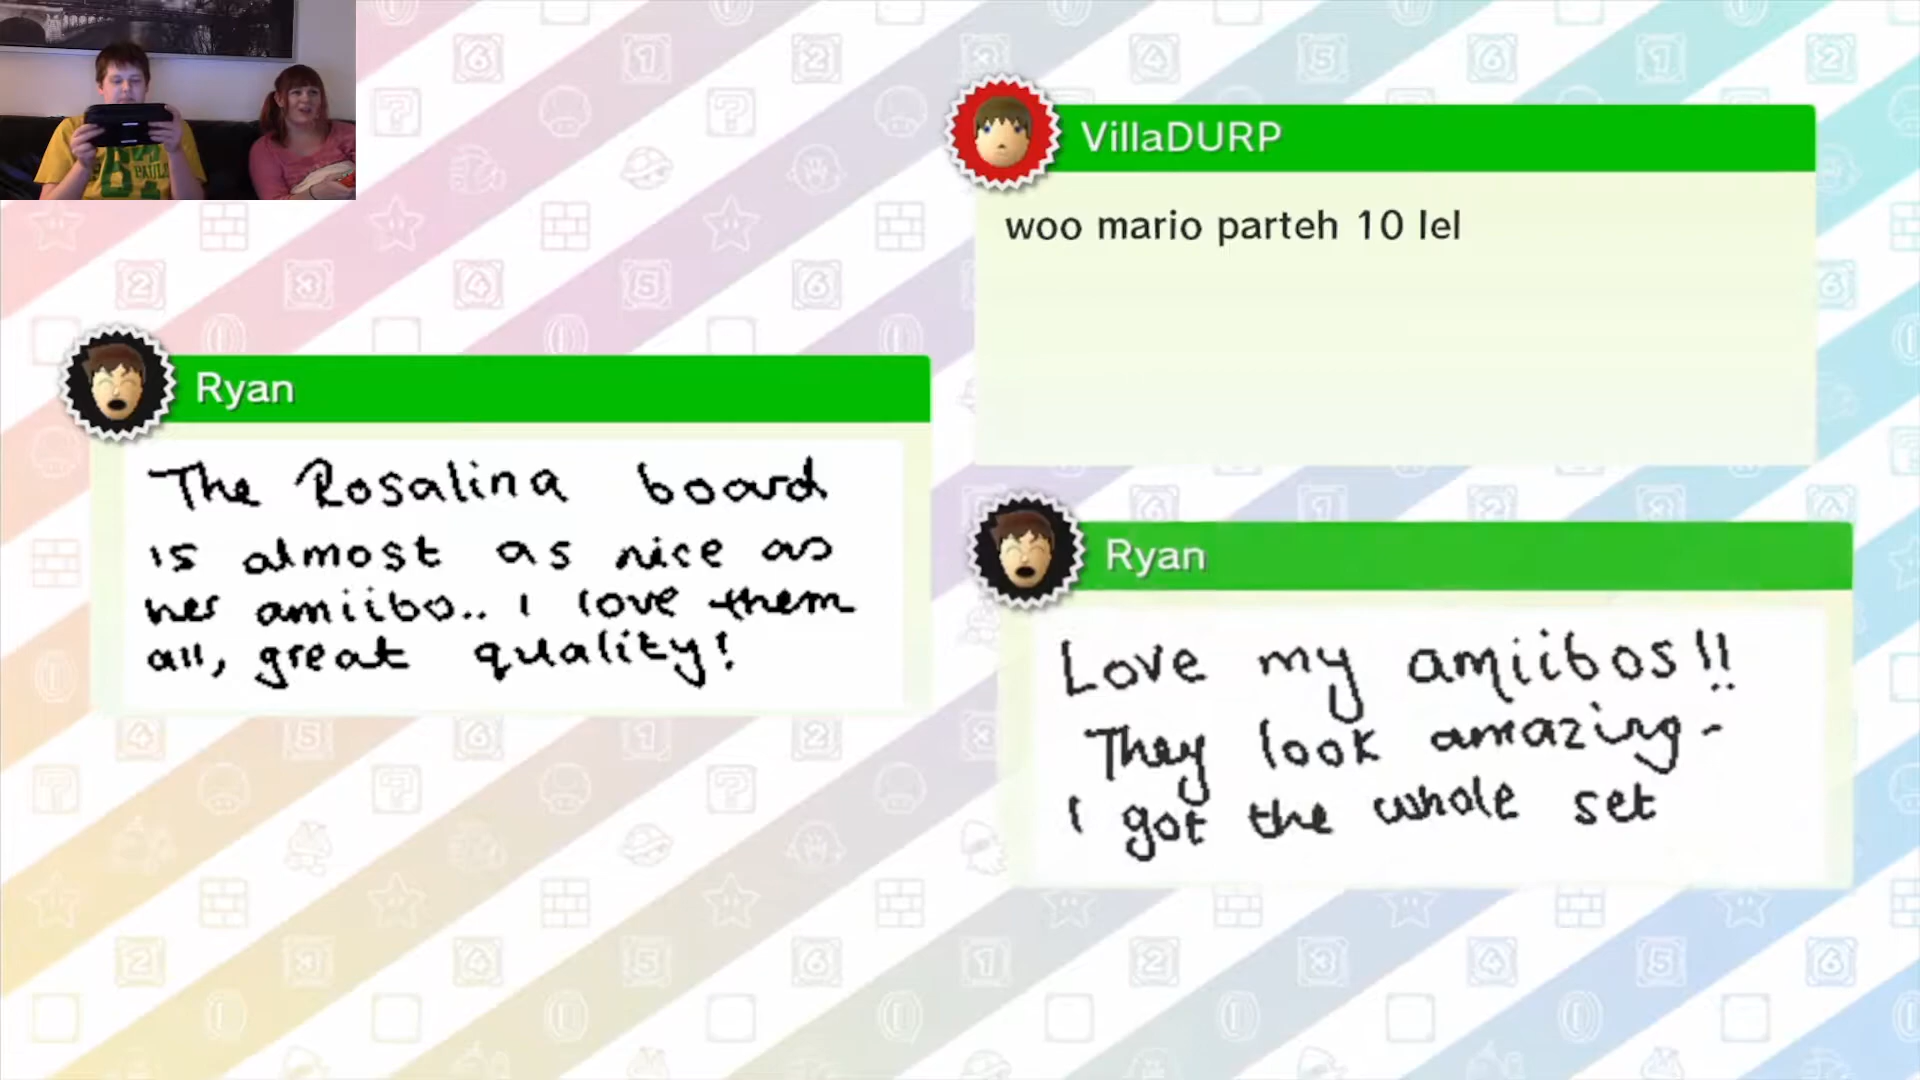 VillaDURP
woo mario parteh 10 lel
Ryan
The Rosalina board
is almost as nice as
her amiibo.. I love them
all, great quality!
Ryan
Love my amiibos!!
They look amazing -
I got the whole set